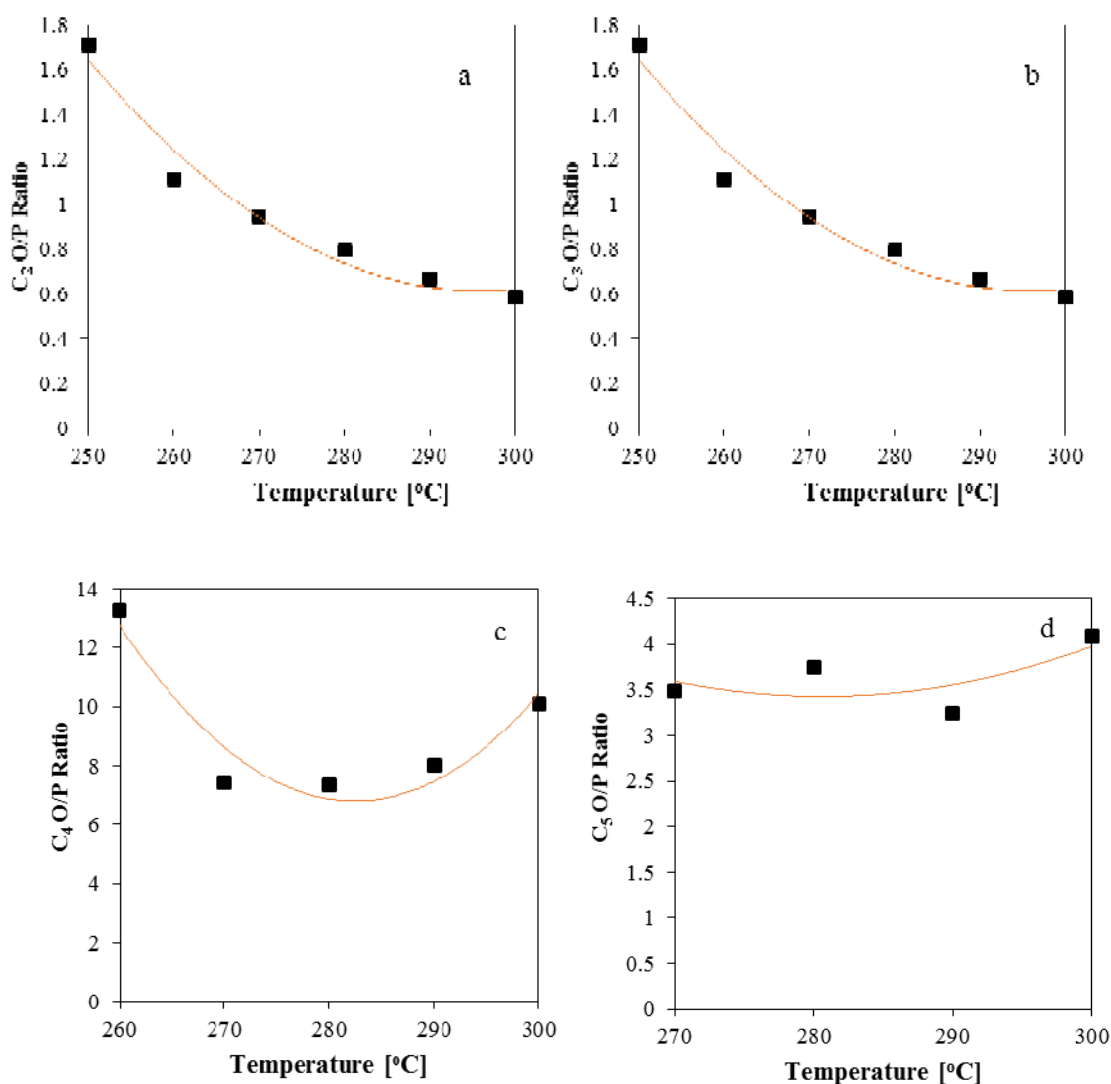 a
C2 O/P Ratio
1.8
1.6
1.4
1.2
1
0.8
0.6
0.4
0.2
0
250 260 270 280 290 300
Temperature [ºC]
b
C3 O/P Ratio
1.8
1.6
1.4
1.2
1
0.8
0.6
0.4
0.2
0
250 260 270 280 290 300
Temperature [ºC]
c
C4 O/P Ratio
14
12
10
8
6
4
2
0
260 270 280 290 300
Temperature [ºC]
d
C5 O/P Ratio
4.5
4
3.5
3
2.5
2
1.5
1
0.5
0
270 280 290 300
Temperature [ºC]